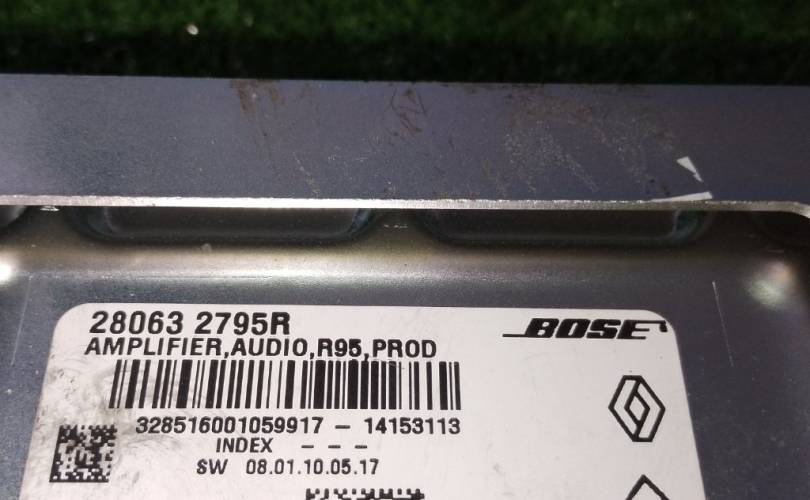 28063 2795R
BOSE
AMPLIFIER,AUDIO,R95,PROD
328516001059917 - 14153113
INDEX - - -
SW 08.01.10.05.17